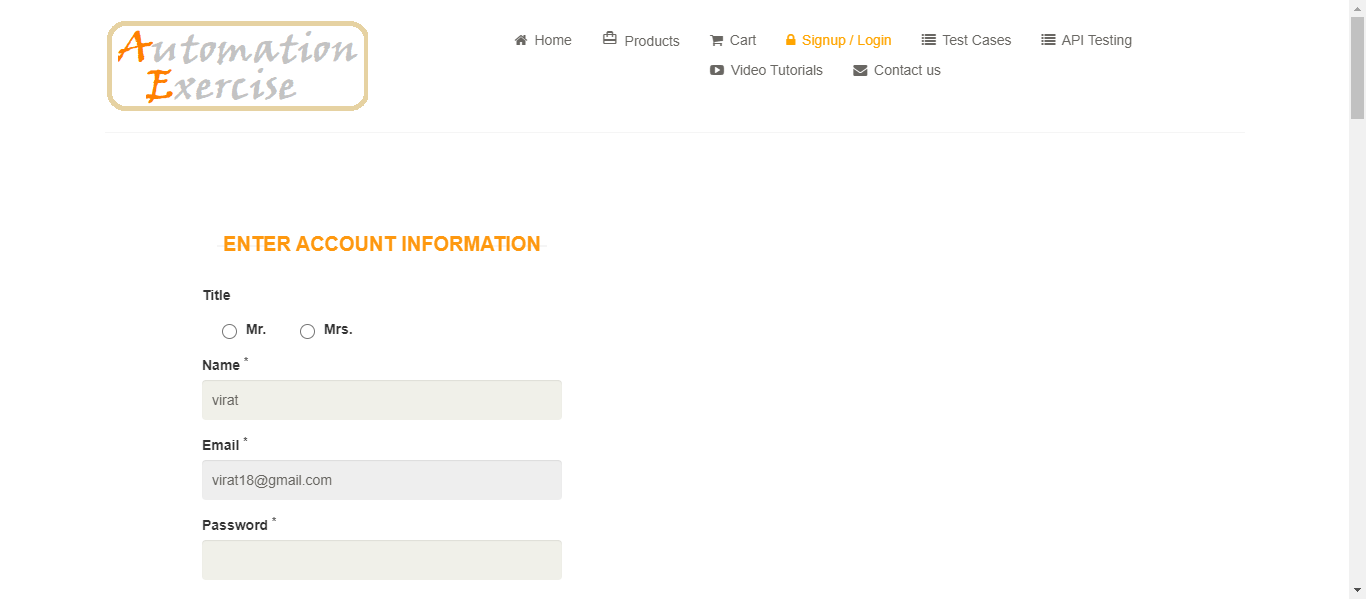 Automation
Exercise
Home Products Cart Signup / Login Test Cases API Testing
Video Tutorials Contact us
ENTER ACCOUNT INFORMATION
Title
Mr. Mrs.
Name *
virat
Email *
virat18@gmail.com
Password *